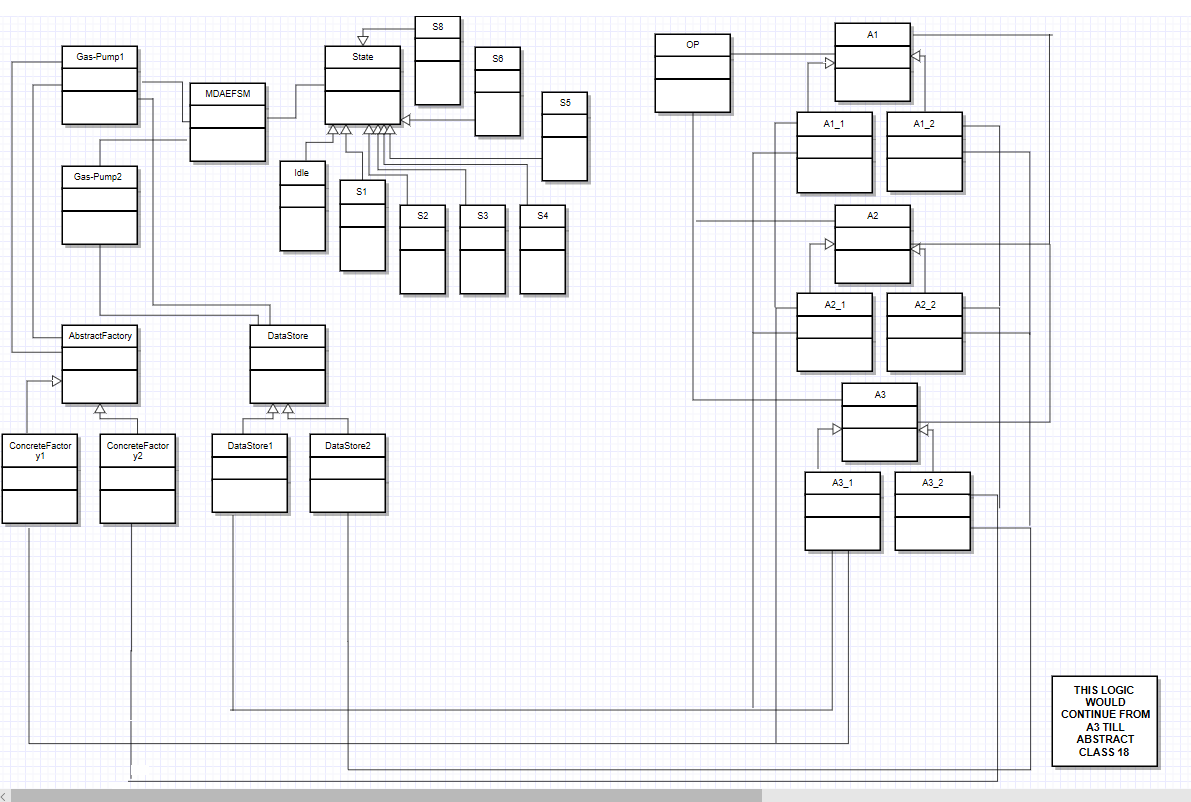 S8
A1
Gas-Pump1
State
S6
OP
MDAEFSM
S5
A1_1
A1_2
Gas-Pump2
Idle
S1
S2
S3
S4
A2
A2_1
A2_2
AbstractFactory
DataStore
A3
ConcreteFactor
y1
ConcreteFactor
y2
DataStore1
DataStore2
A3_1
A3_2
THIS LOGIC
WOULD
CONTINUE FROM
A3 TILL
ABSTRACT
CLASS 18